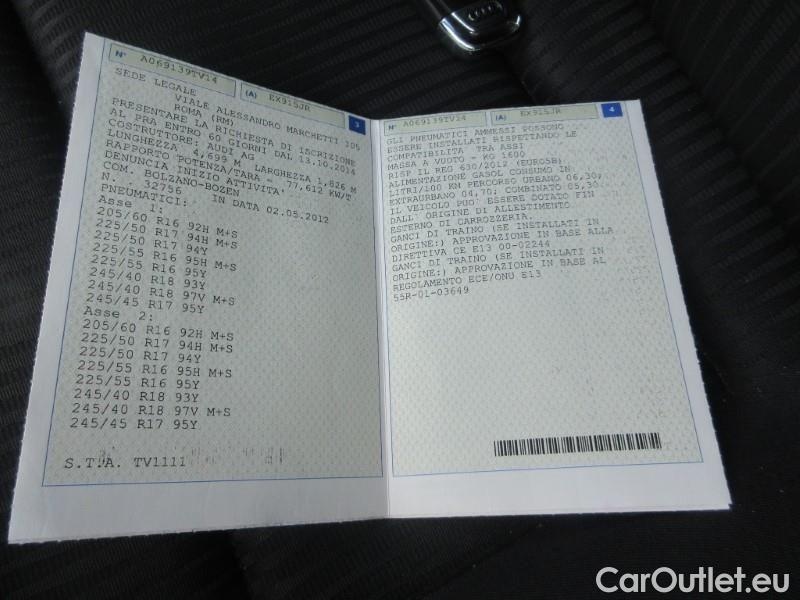 N° A069139TV14 (A) EX915JR 3
SEDE LEGALE
VIALE ALESSANDRO MARCHETTI 105
ROMA (RM)
PRESENTARE LA RICHIESTA DI ISCRIZIONE
AL PRA ENTRO 60 GIORNI DAL 13.10.2014
COSTRUTTORE: AUDI AG
LUNGHEZZA 4,699 M LARGHEZZA 1,826 M
RAPPORTO POTENZA/TARA = 77,612 KW/T
DENUNCIA INIZIO ATTIVITA'
COM. BOLZANO-BOZEN
N. 32756 IN DATA 02.05.2012
PNEUMATICI:
Asse 1:
205/60 R16 92H M+S
225/50 R17 94H M+S
225/50 R17 94Y
225/55 R16 95H M+S
225/55 R16 95Y
245/40 R18 93Y
245/40 R18 97V M+S
245/45 R17 95Y
Asse 2:
205/60 R16 92H M+S
225/50 R17 94H M+S
225/50 R17 94Y
225/55 R16 95H M+S
225/55 R16 95Y
245/40 R18 93Y
245/40 R18 97V M+S
245/45 R17 95Y
S.T.A. TV1111
N° A069139TV14 (A) EX915JR 4
GLI PNEUMATICI AMMESSI POSSONO
ESSERE INSTALLATI RISPETTANDO LE
COMPATIBILITA' TRA ASSI
MASSA A VUOTO - KG 1600
RISP IL REG 630/2012 (EURO5B)
ALIMENTAZIONE GASOL CONSUMO IN
LITRI/100 KM PERCORSO URBANO 06,30;
EXTRAURBANO 04,70; COMBINATO 05,30.
IL VEICOLO PUO' ESSERE DOTATO FIN
DALL' ORIGINE DI ALLESTIMENTO
ESTERNO DI CARROZZERIA.
GANCI DI TRAINO (SE INSTALLATI IN
ORIGINE:) APPROVAZIONE IN BASE ALLA
DIRETTIVA CE E13 00-02244
GANCI DI TRAINO (SE INSTALLATI IN
ORIGINE:) APPROVAZIONE IN BASE AL
REGOLAMENTO ECE/ONU E13
55R-01-03649
CarOutlet.eu